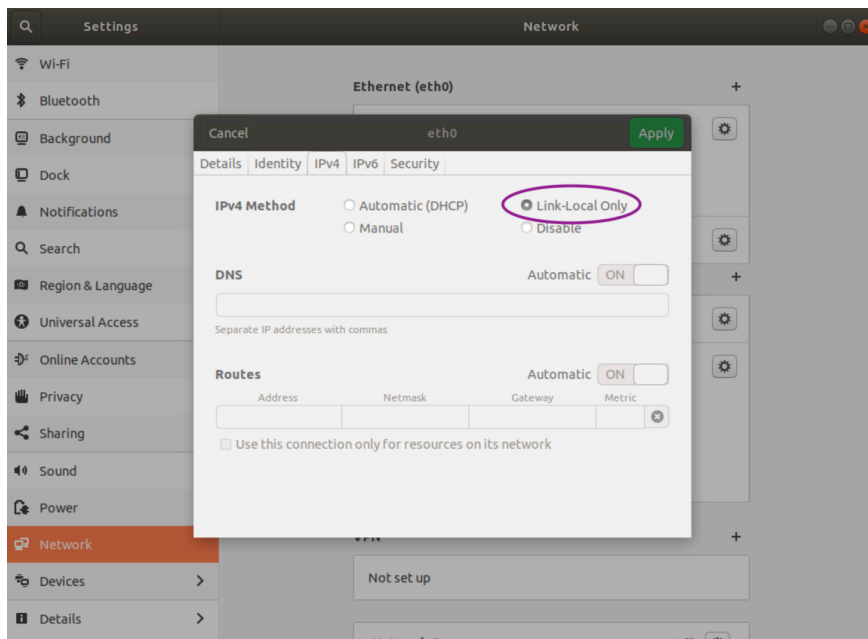 Settings
Network
Wi-Fi
Bluetooth
Background
Dock
Notifications
Search
Region & Language
Universal Access
Online Accounts
Privacy
Sharing
Sound
Power
Network
Devices
Details
Ethernet (eth0)
Cancel
eth0
Apply
Details Identity IPv4 IPv6 Security
IPv4 Method
Automatic (DHCP)
Link-Local Only
Manual
Disable
DNS
Automatic ON
Separate IP addresses with commas
Routes
Automatic ON
Address Netmask Gateway Metric
Use this connection only for resources on its network
VPN
Not set up